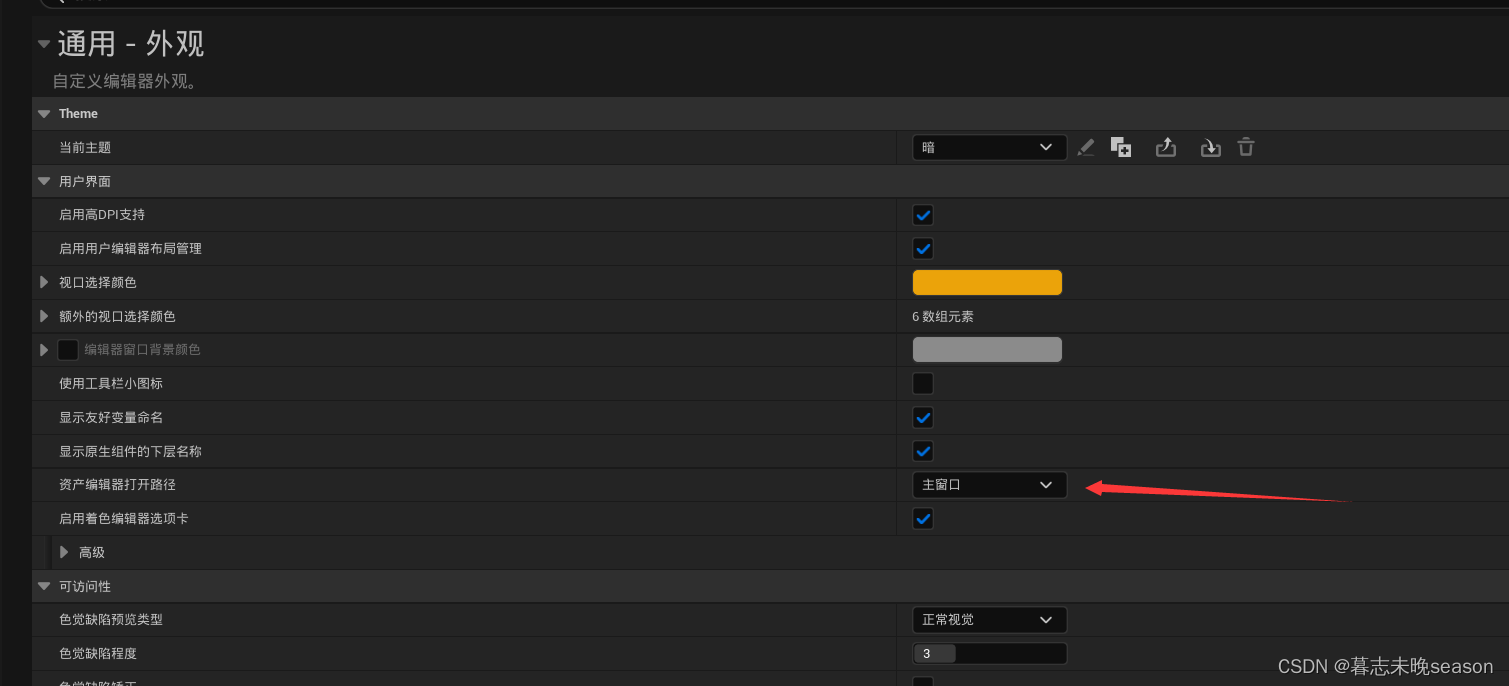 通用 - 外观
自定义编辑器外观。
Theme
当前主题 暗
用户界面
启用高DPI支持
启用用户编辑器布局管理
视口选择颜色
额外的视口选择颜色 6 数组元素
编辑器窗口背景颜色
使用工具栏小图标
显示友好变量命名
显示原生组件的下层名称
资产编辑器打开路径 主窗口
启用着色编辑器选项卡
高级
可访问性
色觉缺陷预览类型 正常视觉
色觉缺陷程度 3
CSDN @暮志未晚season